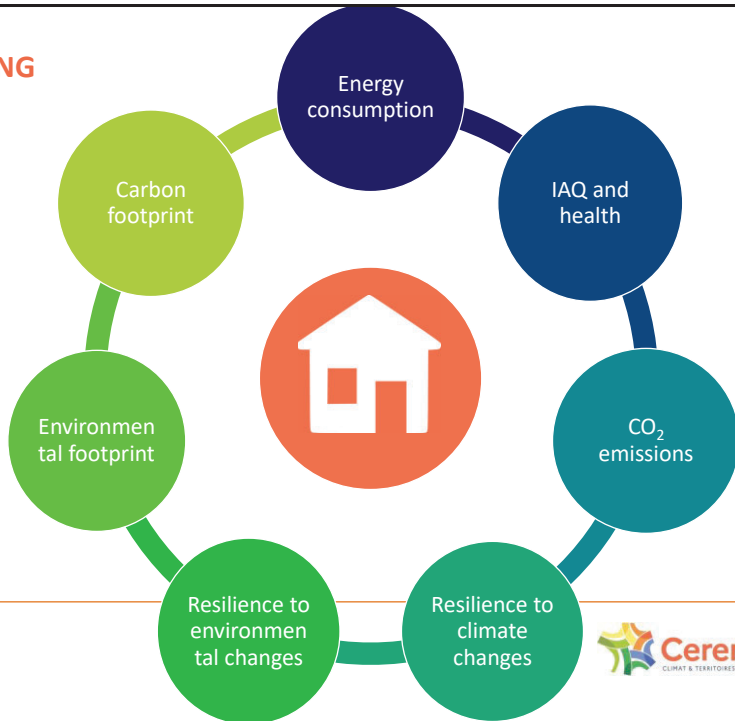 NG
Energy
consumption
IAQ and
health
CO₂
emissions
Resilience to
climate
changes
Resilience to
environmen
tal changes
Environmen
tal footprint
Carbon
footprint
Cerem
CLIMAT & TERRITOIRES